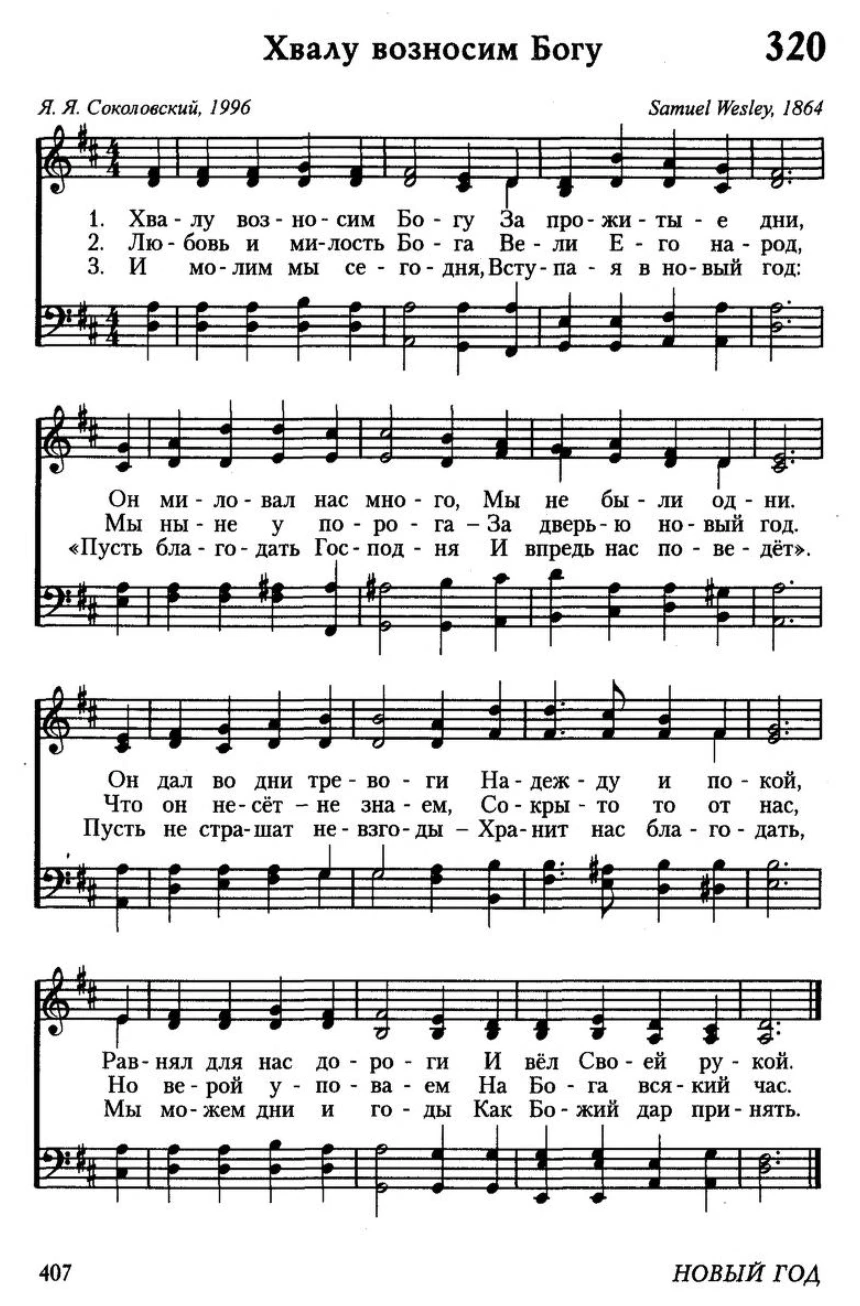 Хвалу возносим Богу 320
Я. Я. Соколовский, 1996 Samuel Wesley, 1864
1. Хва - лу воз - но - сим Бо - гу За про - жи - ты - е дни,
2. Лю - бовь и ми - лость Бо - га Ве - ли Е - го на - род,
3. И мо - лим мы се - го - дня, Всту - па - я в но - вый год:
Он ми - ло - вал нас мно - го, Мы не бы - ли од - ни.
Мы ны - не у по - ро - га – За дверь - ю но - вый год.
«Пусть бла - го - дать Гос - под - ня И впредь нас по - ве - дёт».
Он дал во дни тре - во - ги На - деж - ду и по - кой,
Что он не - сёт – не зна - ем, Со - кры - то то от нас,
Пусть не стра - шат не - взго - ды – Хра - нит нас бла - го - дать,
Рав - нял для нас до - ро - ги И вёл Сво - ей ру - кой.
Но ве - рой у - по - ва - ем На Бо - га вся - кий час.
Мы мо - жем дни и го - ды Как Бо - жий дар при - нять.
407 НОВЫЙ ГОД